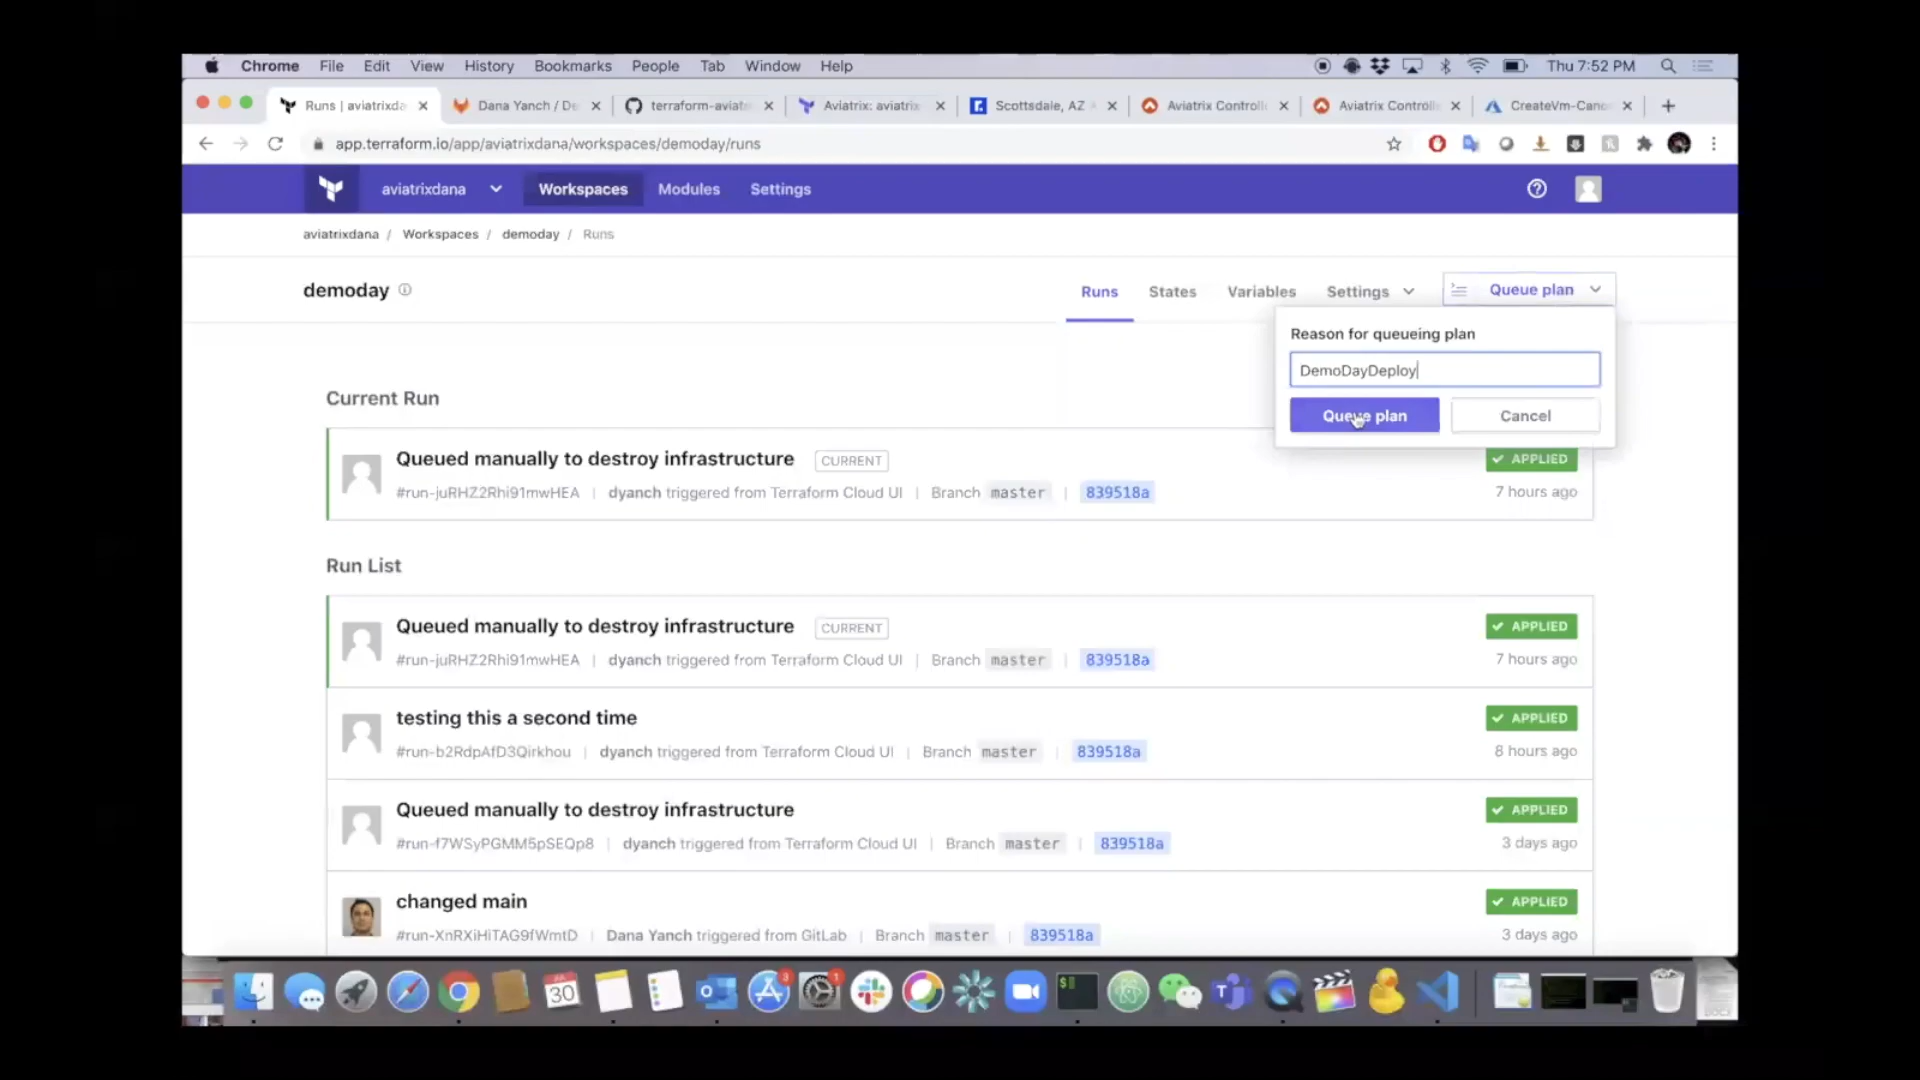 Chrome File Edit View History Bookmarks People Tab Window Help Thu 7:52 PM
Runs | aviatrixda Dana Yanch / De terraform-aviat Aviatrix: aviatrix Scottsdale, AZ Aviatrix Controll Aviatrix Controll CreateVm-Cano
app.terraform.io/app/aviatrixdana/workspaces/demoday/runs
aviatrixdana Workspaces Modules Settings
aviatrixdana / Workspaces / demoday / Runs
demoday Runs States Variables Settings Queue plan
Reason for queueing plan
DemoDayDeploy
Queue plan Cancel
Current Run
Queued manually to destroy infrastructure CURRENT APPLIED
#run-juRHZ2Rhi91mwHEA | dyanch triggered from Terraform Cloud UI | Branch master | 839518a 7 hours ago
Run List
Queued manually to destroy infrastructure CURRENT APPLIED
#run-juRHZ2Rhi91mwHEA | dyanch triggered from Terraform Cloud UI | Branch master | 839518a 7 hours ago
testing this a second time APPLIED
#run-b2RdpAfD3Qirkhou | dyanch triggered from Terraform Cloud UI | Branch master | 839518a 8 hours ago
Queued manually to destroy infrastructure APPLIED
#run-f7WSyPGMM5pSEQp8 | dyanch triggered from Terraform Cloud UI | Branch master | 839518a 3 days ago
changed main APPLIED
#run-XnRXiHiTAG9fWmtD | Dana Yanch triggered from GitLab | Branch master | 839518a 3 days ago
JUL 30 3 1